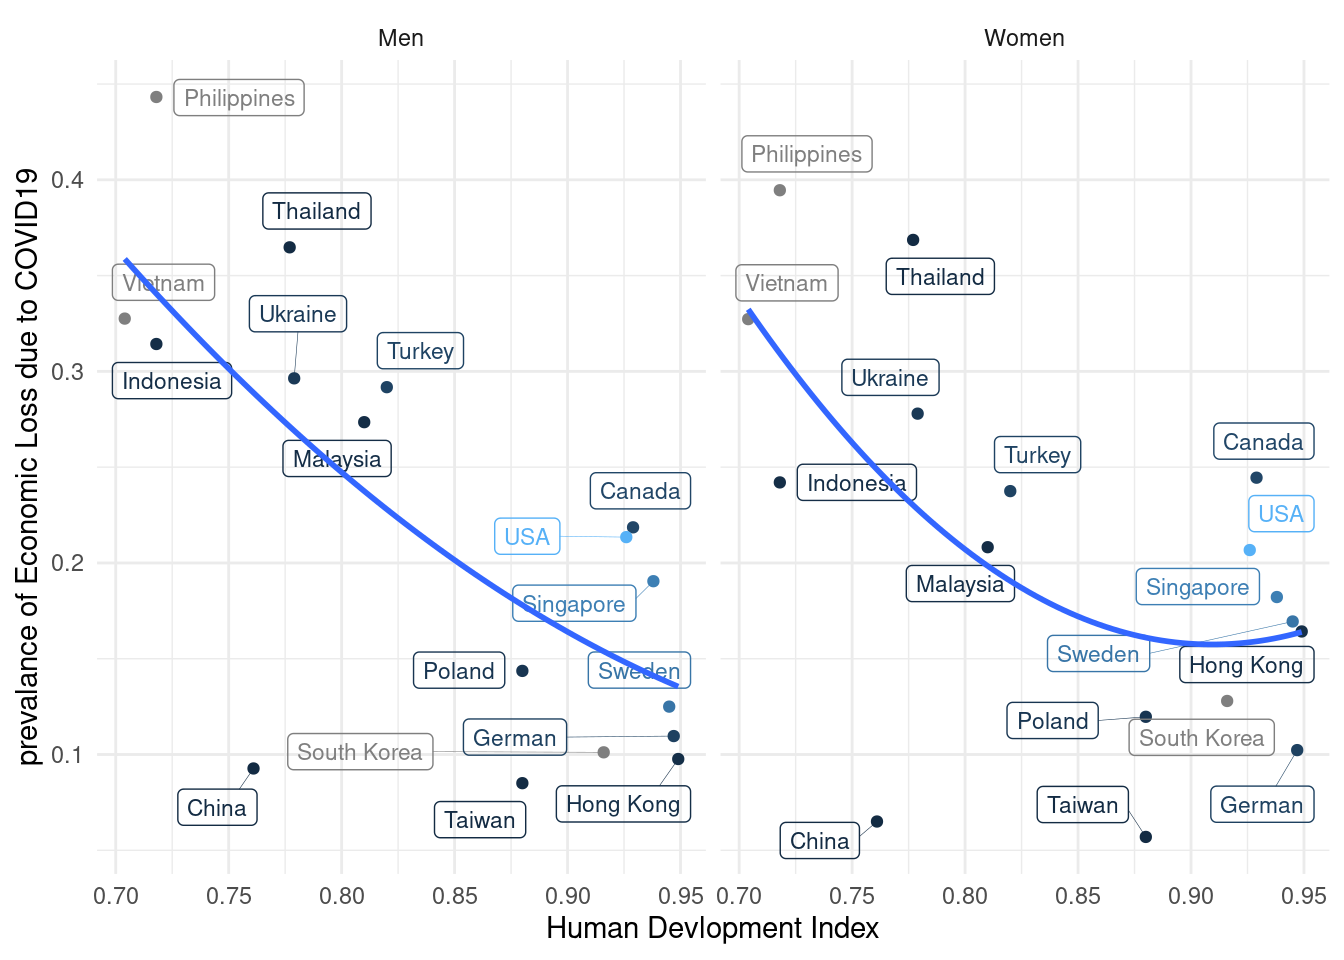 Men
Women
prevalance of Economic Loss due to COVID19
0.4
0.3
0.2
0.1
Philippines
Thailand
Vietnam
Ukraine
Turkey
Indonesia
Malaysia
Canada
USA
Singapore
Poland
Sweden
German
South Korea
China
Taiwan
Hong Kong
Philippines
Vietnam
Thailand
Ukraine
Canada
Turkey
Indonesia
USA
Malaysia
Singapore
Sweden
Hong Kong
Poland
South Korea
Taiwan
German
China
0.70 0.75 0.80 0.85 0.90 0.95
0.70 0.75 0.80 0.85 0.90 0.95
Human Devlopment Index